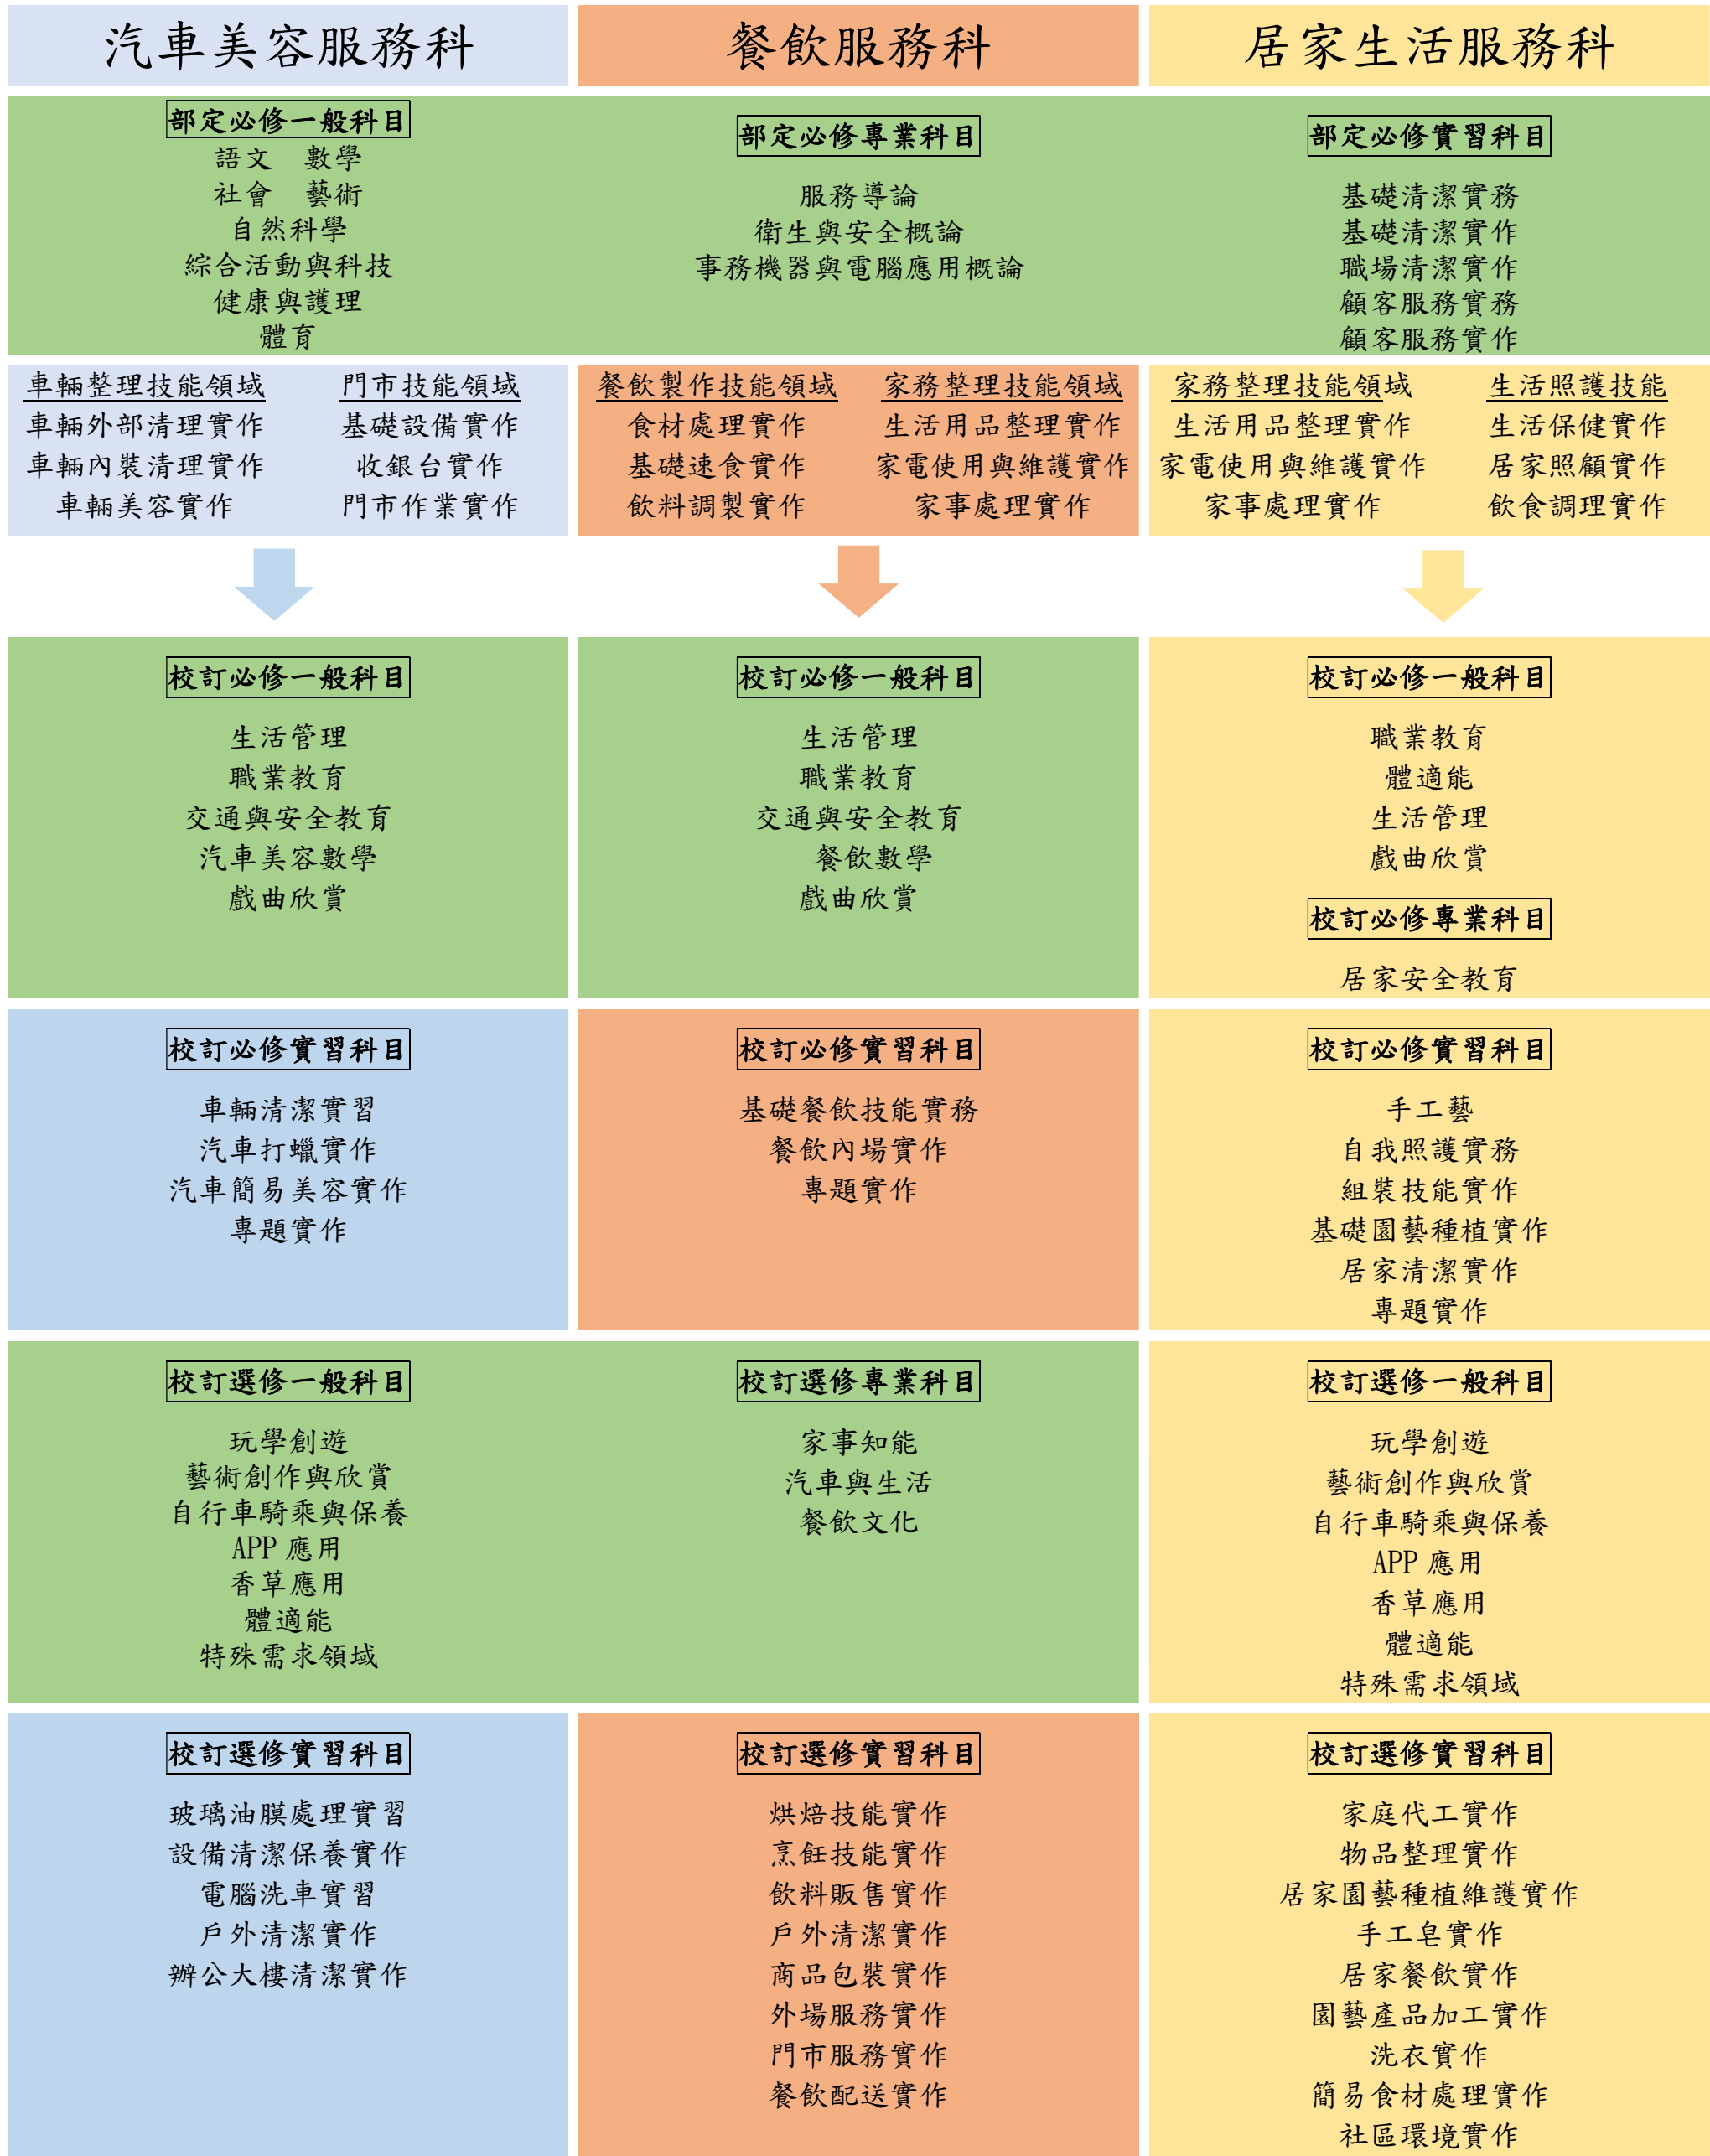 汽車美容服務科
餐飲服務科
居家生活服務科
部定必修一般科目
語文　數學
社會　藝術
自然科學
綜合活動與科技
健康與護理
體育
部定必修專業科目
服務導論
衛生與安全概論
事務機器與電腦應用概論
部定必修實習科目
基礎清潔實務
基礎清潔實作
職場清潔實作
顧客服務實務
顧客服務實作
車輛整理技能領域
車輛外部清理實作
車輛內裝清理實作
車輛美容實作
門市技能領域
基礎設備實作
收銀台實作
門市作業實作
餐飲製作技能領域
食材處理實作
基礎速食實作
飲料調製實作
家務整理技能領域
生活用品整理實作
家電使用與維護實作
家事處理實作
家務整理技能領域
生活用品整理實作
家電使用與維護實作
家事處理實作
生活照護技能
生活保健實作
居家照顧實作
飲食調理實作
校訂必修一般科目
生活管理
職業教育
交通與安全教育
汽車美容數學
戲曲欣賞
校訂必修一般科目
生活管理
職業教育
交通與安全教育
餐飲數學
戲曲欣賞
校訂必修一般科目
職業教育
體適能
生活管理
戲曲欣賞
校訂必修專業科目
居家安全教育
校訂必修實習科目
車輛清潔實習
汽車打蠟實作
汽車簡易美容實作
專題實作
校訂必修實習科目
基礎餐飲技能實務
餐飲內場實作
專題實作
校訂必修實習科目
手工藝
自我照護實務
組裝技能實作
基礎園藝種植實作
居家清潔實作
專題實作
校訂選修一般科目
玩學創遊
藝術創作與欣賞
自行車騎乘與保養
APP 應用
香草應用
體適能
特殊需求領域
校訂選修專業科目
家事知能
汽車與生活
餐飲文化
校訂選修一般科目
玩學創遊
藝術創作與欣賞
自行車騎乘與保養
APP 應用
香草應用
體適能
特殊需求領域
校訂選修實習科目
玻璃油膜處理實習
設備清潔保養實作
電腦洗車實習
戶外清潔實作
辦公大樓清潔實作
校訂選修實習科目
烘焙技能實作
烹飪技能實作
飲料販售實作
戶外清潔實作
商品包裝實作
外場服務實作
門市服務實作
餐飲配送實作
校訂選修實習科目
家庭代工實作
物品整理實作
居家園藝種植維護實作
手工皂實作
居家餐飲實作
園藝產品加工實作
洗衣實作
簡易食材處理實作
社區環境實作